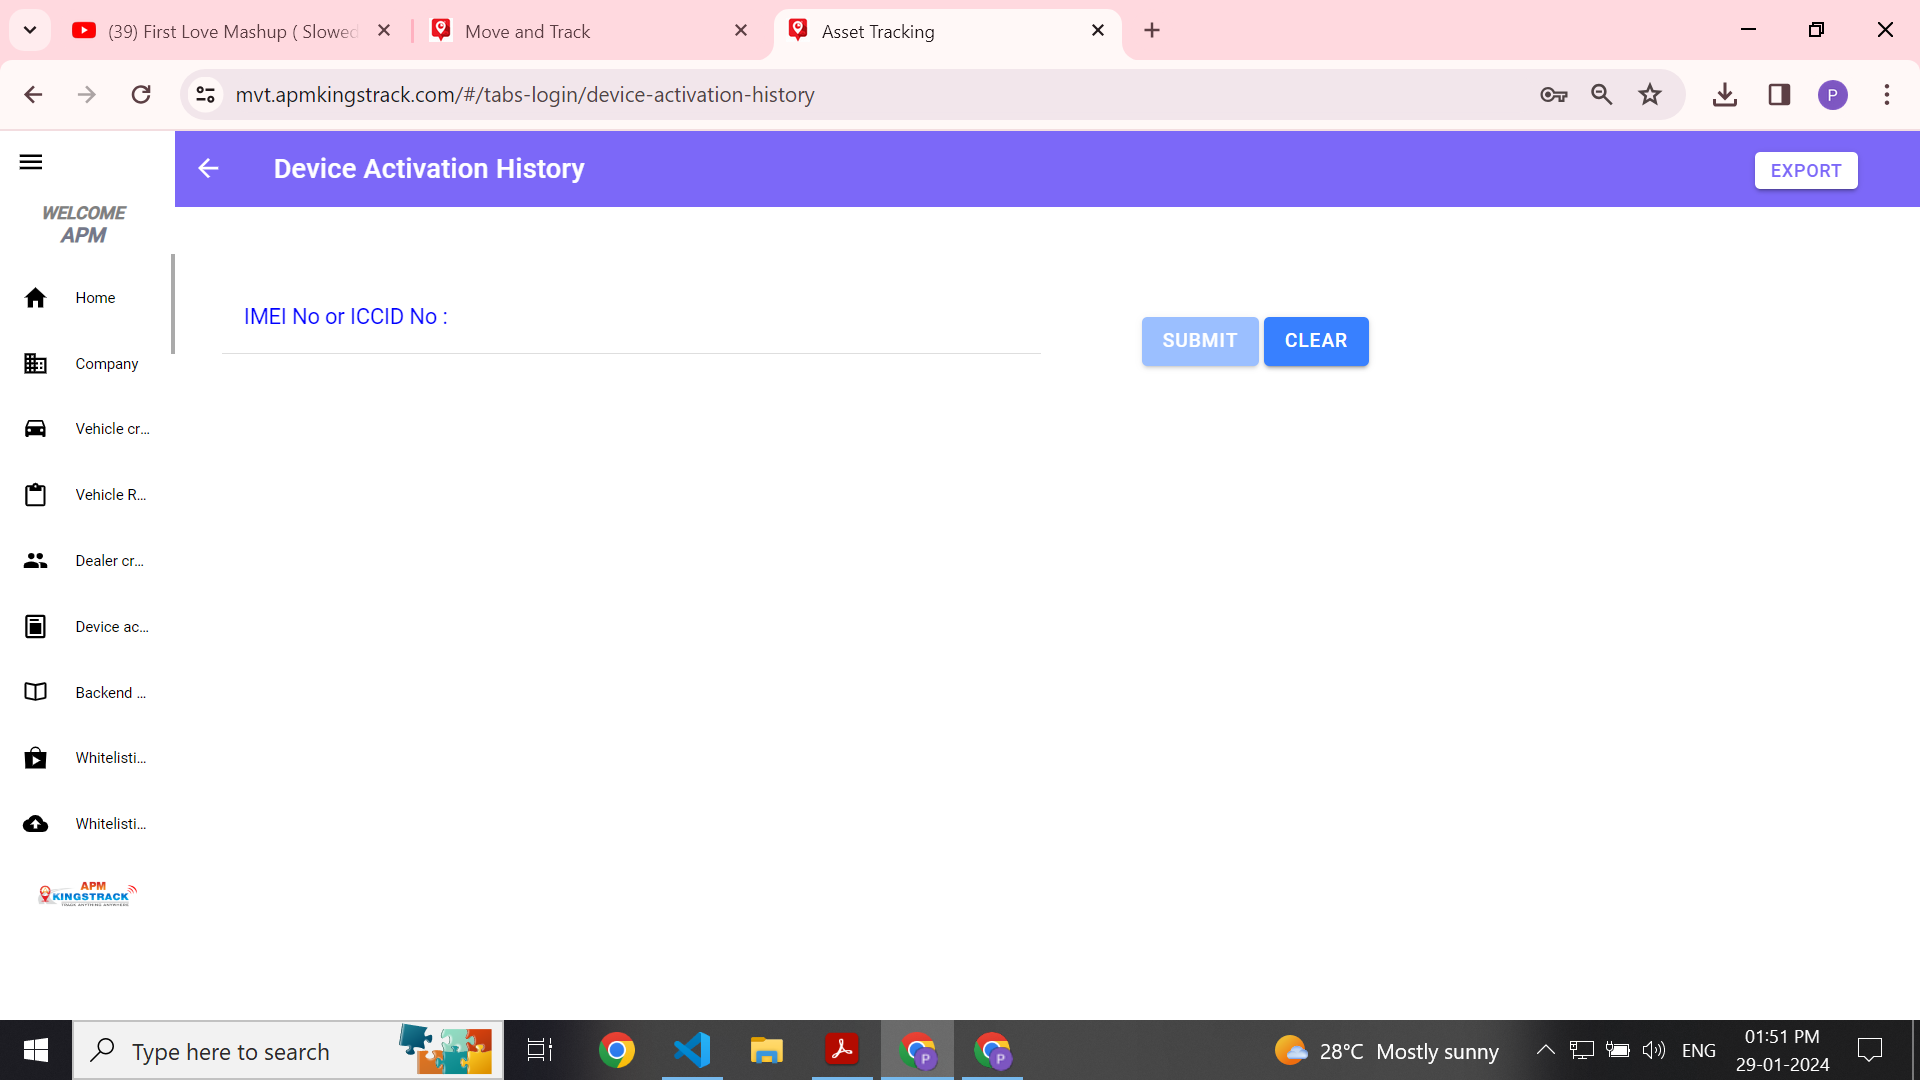 (39) First Love Mashup ( Slowed
Move and Track
Asset Tracking
mvt.apmkingstrack.com/#/tabs-login/device-activation-history
P
Device Activation History
EXPORT
WELCOME
APM
Home
Company
Vehicle cr...
Vehicle R...
Dealer cr...
Device ac...
Backend ...
Whitelisti...
Whitelisti...
IMEI No or ICCID No :
SUBMIT
CLEAR
APM
KINGSTRACK
TRACK ANYTHING ANYWHERE
Type here to search
P
P
28°C Mostly sunny
ENG
01:51 PM
29-01-2024